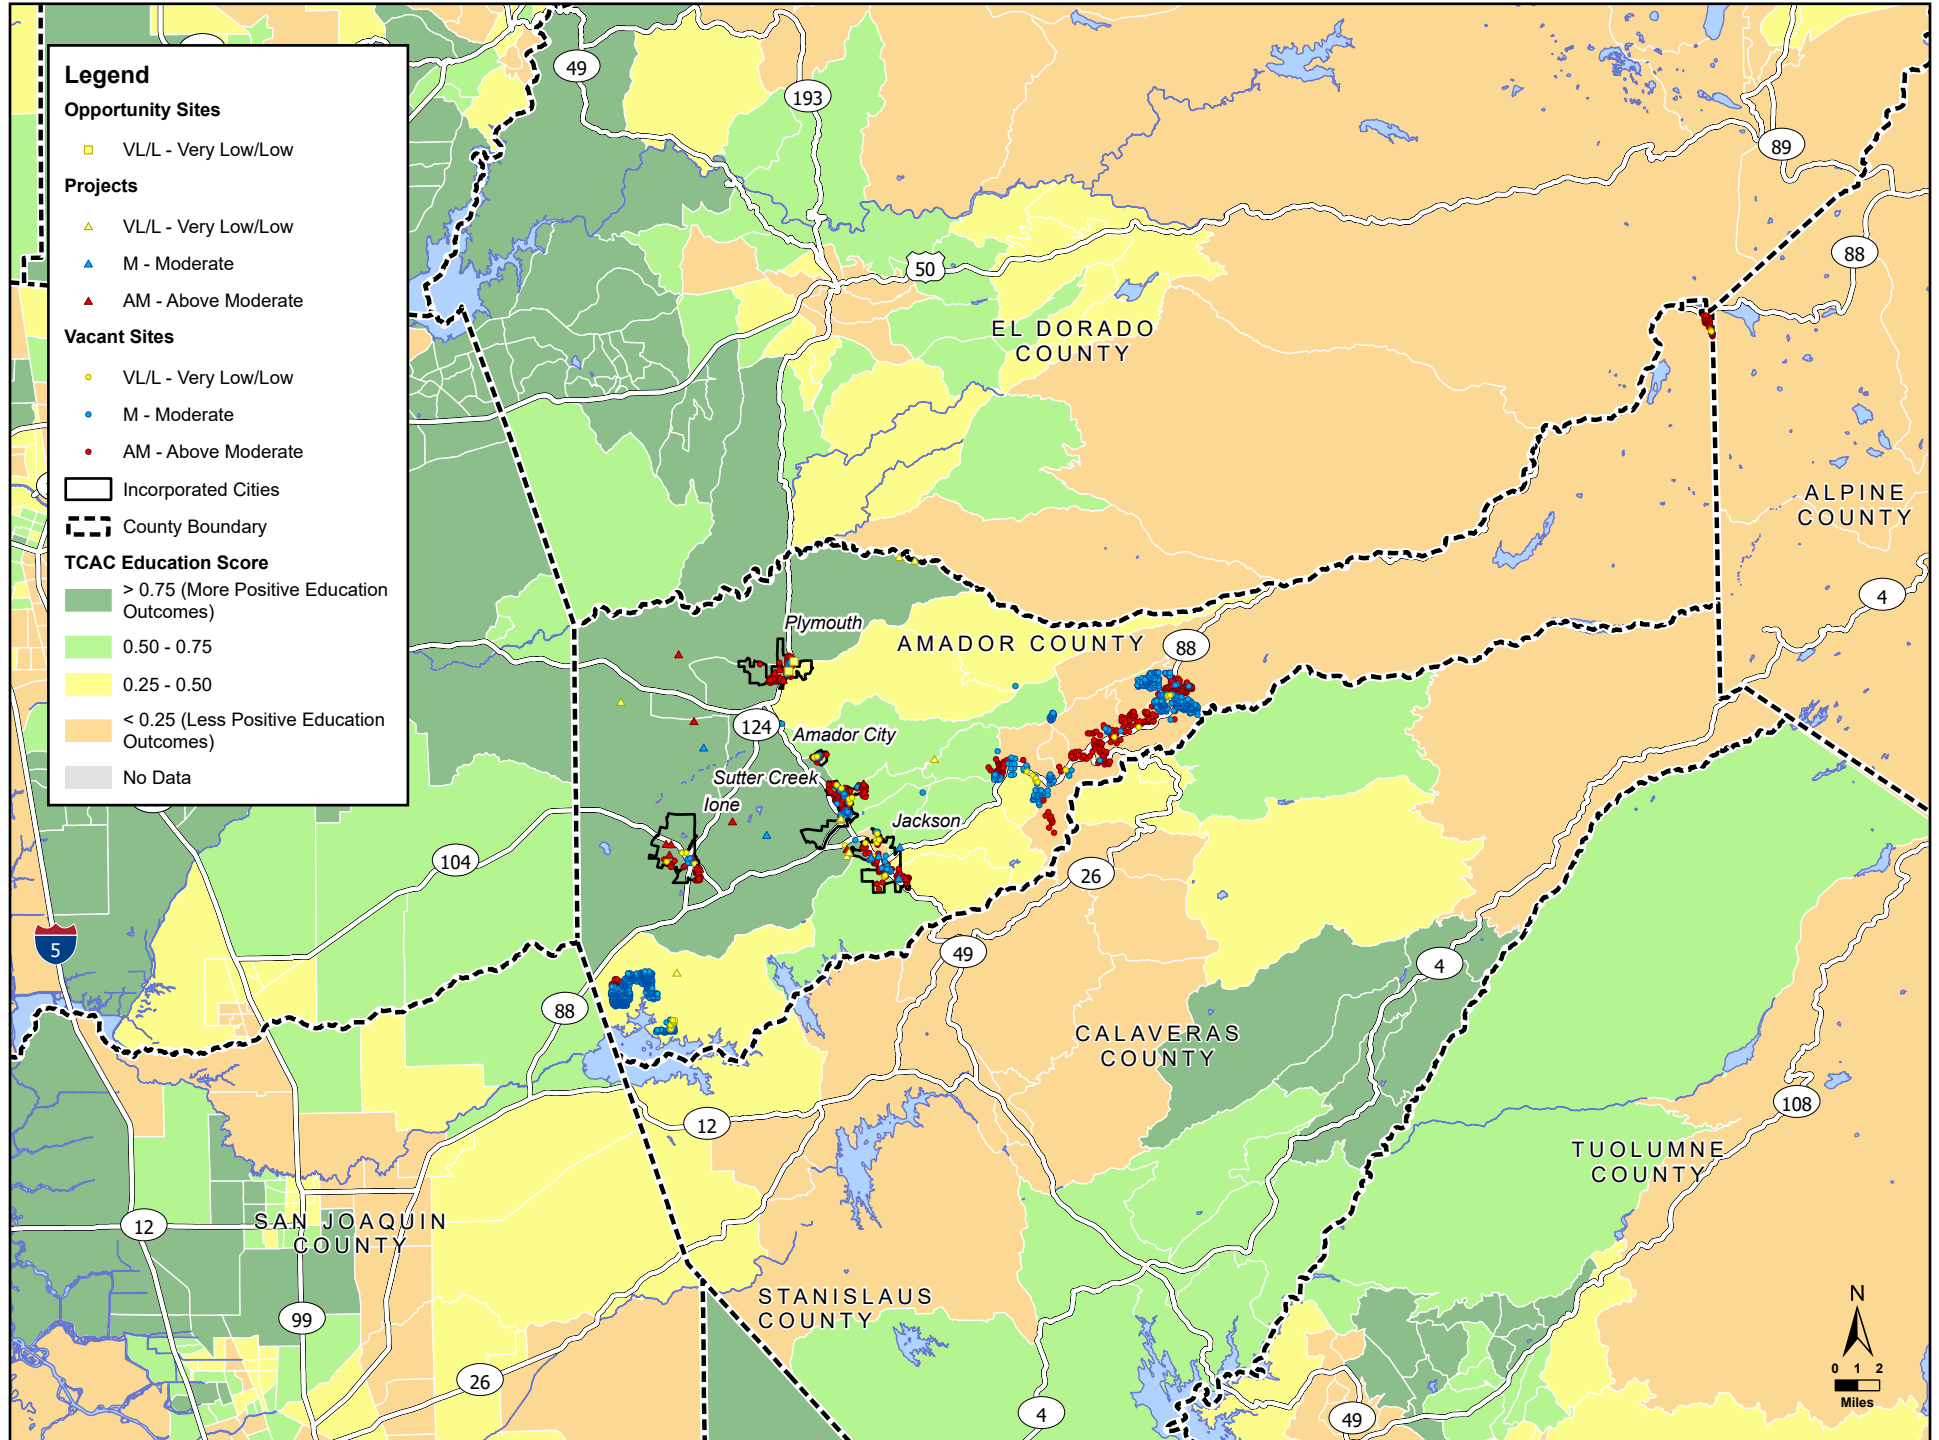 Legend
Opportunity Sites
VL/L - Very Low/Low
Projects
VL/L - Very Low/Low
M - Moderate
AM - Above Moderate
Vacant Sites
VL/L - Very Low/Low
M - Moderate
AM - Above Moderate
Incorporated Cities
County Boundary
TCAC Education Score
> 0.75 (More Positive Education
Outcomes)
0.50 - 0.75
0.25 - 0.50
< 0.25 (Less Positive Education
Outcomes)
No Data
49
193
89
88
50
EL DORADO
COUNTY
ALPINE
COUNTY
4
Plymouth
AMADOR COUNTY
88
124
Amador City
Sutter Creek
Ione
Jackson
104
26
5
49
4
88
CALAVERAS
COUNTY
12
108
TUOLUMNE
COUNTY
12
SAN JOAQUIN
COUNTY
STANISLAUS
COUNTY
99
26
4
49
N
0 1 2
Miles